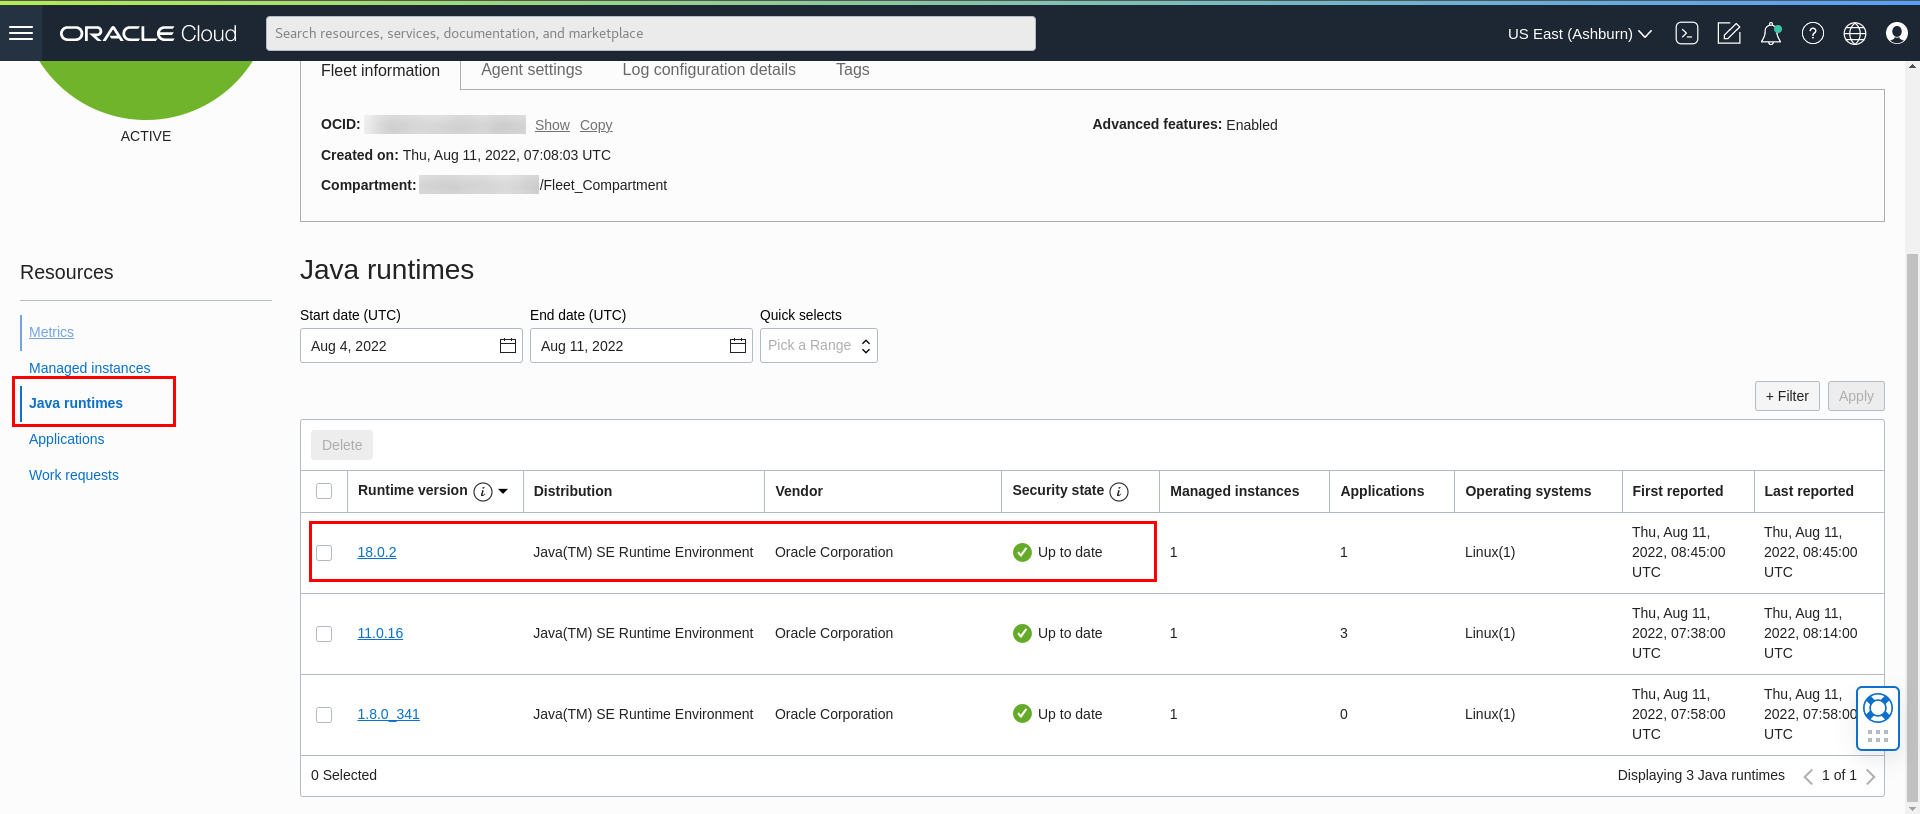 ORACLE Cloud
Search resources, services, documentation, and marketplace
US East (Ashburn)
Fleet information
Agent settings
Log configuration details
Tags
ACTIVE
OCID: Show Copy
Advanced features: Enabled
Created on: Thu, Aug 11, 2022, 07:08:03 UTC
Compartment: /Fleet_Compartment
Resources
Metrics
Managed instances
Java runtimes
Applications
Work requests
Java runtimes
Start date (UTC)
End date (UTC)
Quick selects
Aug 4, 2022
Aug 11, 2022
Pick a Range
+ Filter
Apply
Delete
Runtime version i
Distribution
Vendor
Security state i
Managed instances
Applications
Operating systems
First reported
Last reported
18.0.2
Java(TM) SE Runtime Environment
Oracle Corporation
Up to date
1
1
Linux(1)
Thu, Aug 11,
2022, 08:45:00
UTC
Thu, Aug 11,
2022, 08:45:00
UTC
11.0.16
Java(TM) SE Runtime Environment
Oracle Corporation
Up to date
1
3
Linux(1)
Thu, Aug 11,
2022, 07:38:00
UTC
Thu, Aug 11,
2022, 08:14:00
UTC
1.8.0_341
Java(TM) SE Runtime Environment
Oracle Corporation
Up to date
1
0
Linux(1)
Thu, Aug 11,
2022, 07:58:00
UTC
Thu, Aug 11,
2022, 07:58:00
UTC
0 Selected
Displaying 3 Java runtimes
1 of 1